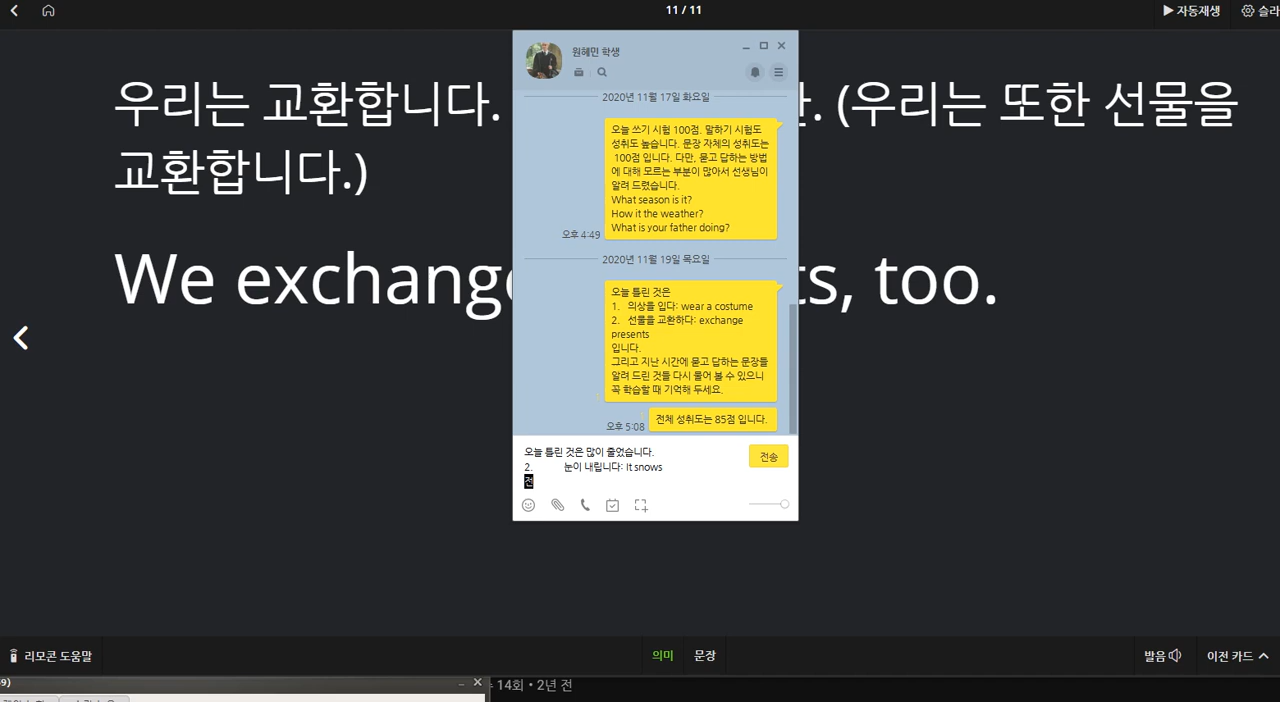 11 / 11
▶ 자동재생
슬라
우리는 교환합니다.
. (우리는 또한 선물을
교환합니다.)
We exchang
ts, too.
원혜민 학생
2020년 11월 17일 화요일
오늘 쓰기 시험 100점. 말하기 시험도
성취도 높습니다. 문장 자체의 성취도는
100점 입니다. 다만, 묻고 답하는 방법
에 대해 모르는 부분이 많아서 선생님이
알려 드렸습니다.
What season is it?
How it the weather?
What is your father doing?
오후 4:49
2020년 11월 19일 목요일
오늘 틀린 것은
1. 의상을 입다: wear a costume
2. 선물을 교환하다: exchange
presents
입니다.
그리고 지난 시간에 묻고 답하는 문장들
알려 드린 것들 다시 물어 볼 수 있으니
꼭 학습할 때 기억해 두세요.
전체 성취도는 85점 입니다.
오후 5:08
오늘 틀린 것은 많이 줄었습니다.
2. 눈이 내립니다: It snows
전
전송
리모콘 도움말
의미
문장
발음
이전 카드
9)
14회 • 2년 전